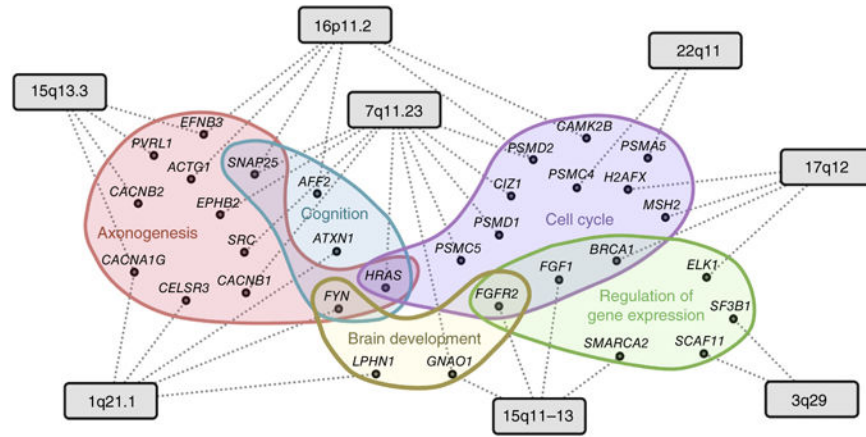 16p11.2
22q11
15q13.3
7q11.23
EFNB3
CAMK2B
PVRL1
PSMD2
PSMA5
17q12
ACTG1
SNAP25
AFF2
PSMC4
H2AFX
CACNB2
CIZ1
EPHB2
Cognition
PSMD1
Cell cycle
MSH2
Axonogenesis
SRC
ATXN1
PSMC5
BRCA1
CACNA1G
HRAS
FGF1
ELK1
CELSR3
CACNB1
FYN
FGFR2
Regulation of
gene expression
SF3B1
Brain development
SMARCA2
SCAF11
LPHN1
GNAO1
1q21.1
15q11–13
3q29